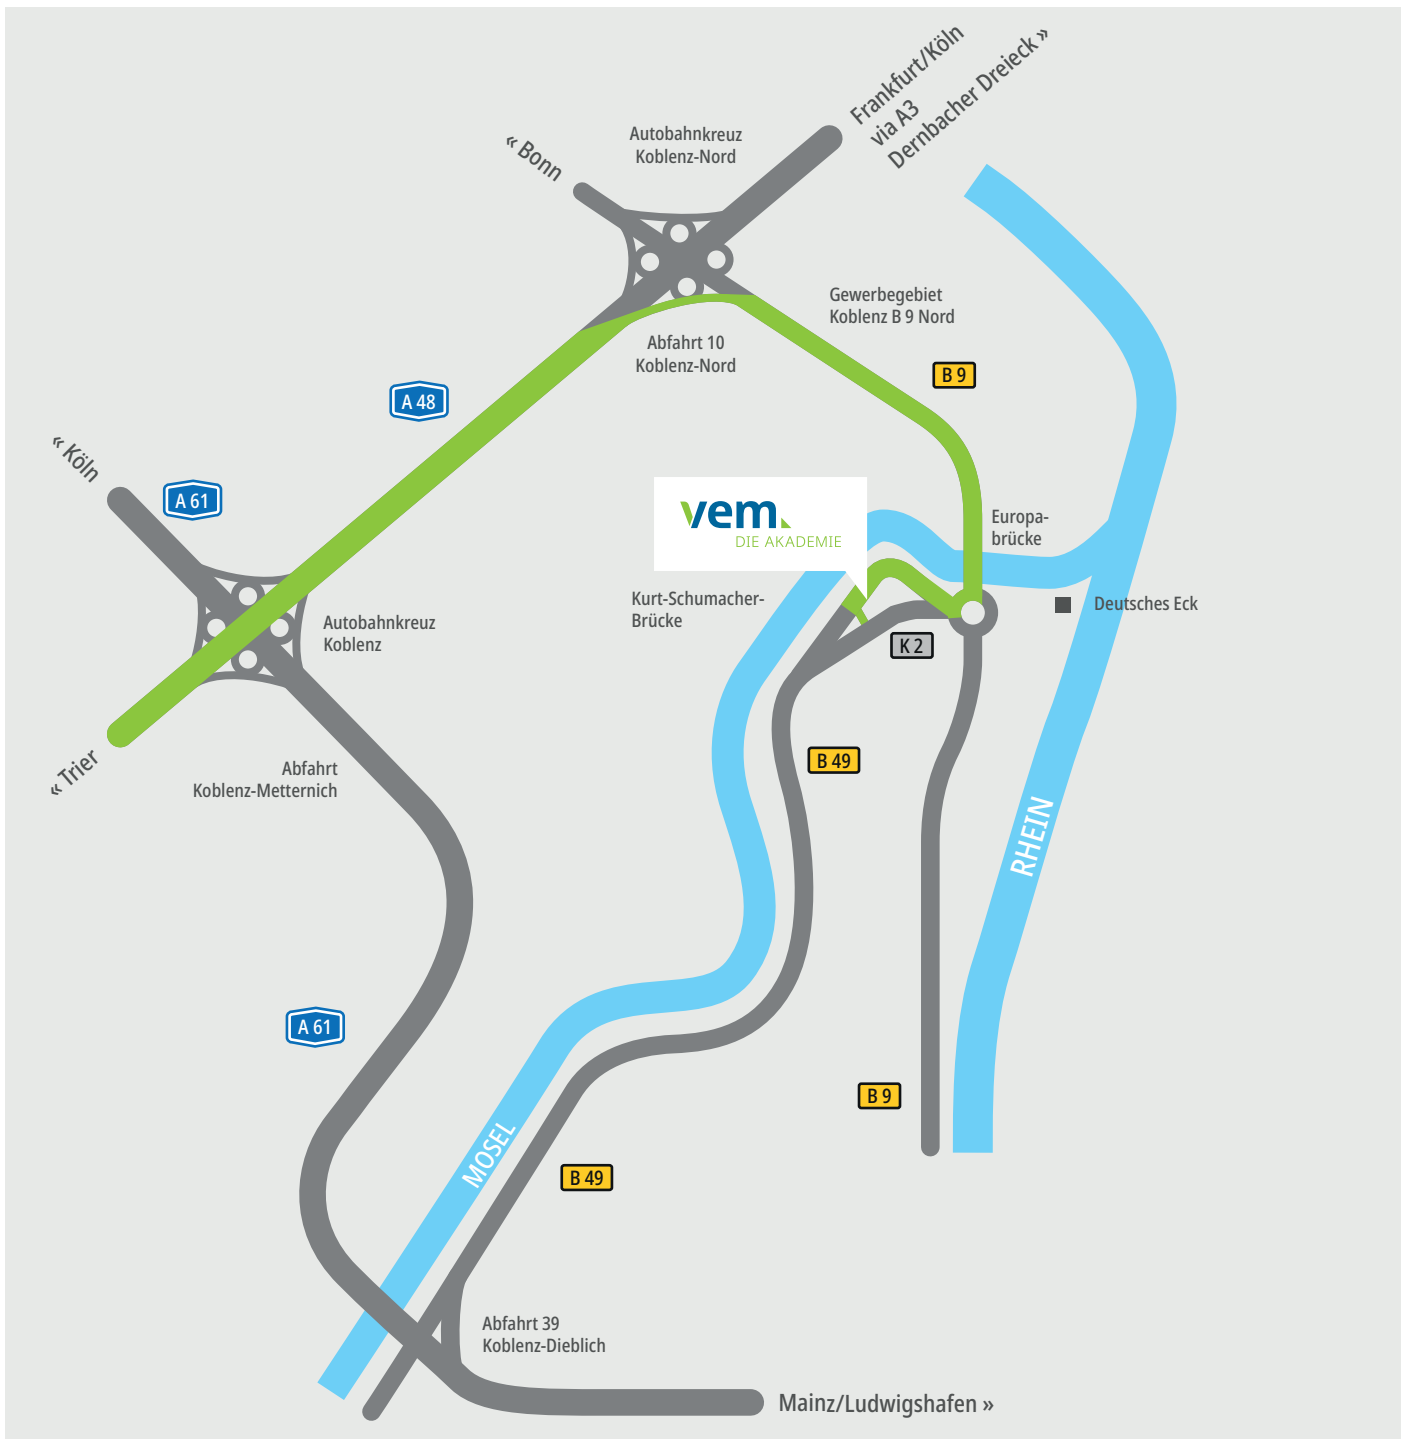 Frankfurt/Köln
via A3
Dernbacher Dreieck »
Autobahnkreuz
Koblenz-Nord
« Bonn
Gewerbegebiet
Koblenz B 9 Nord
Abfahrt 10
Koblenz-Nord
B 9
A 48
« Köln
A 61
vem.
DIE AKADEMIE
Europa-
brücke
Kurt-Schumacher-
Brücke
Deutsches Eck
Autobahnkreuz
Koblenz
K 2
« Trier
B 49
Abfahrt
Koblenz-Metternich
RHEIN
A 61
B 9
MOSEL
B 49
Abfahrt 39
Koblenz-Dieblich
Mainz/Ludwigshafen »